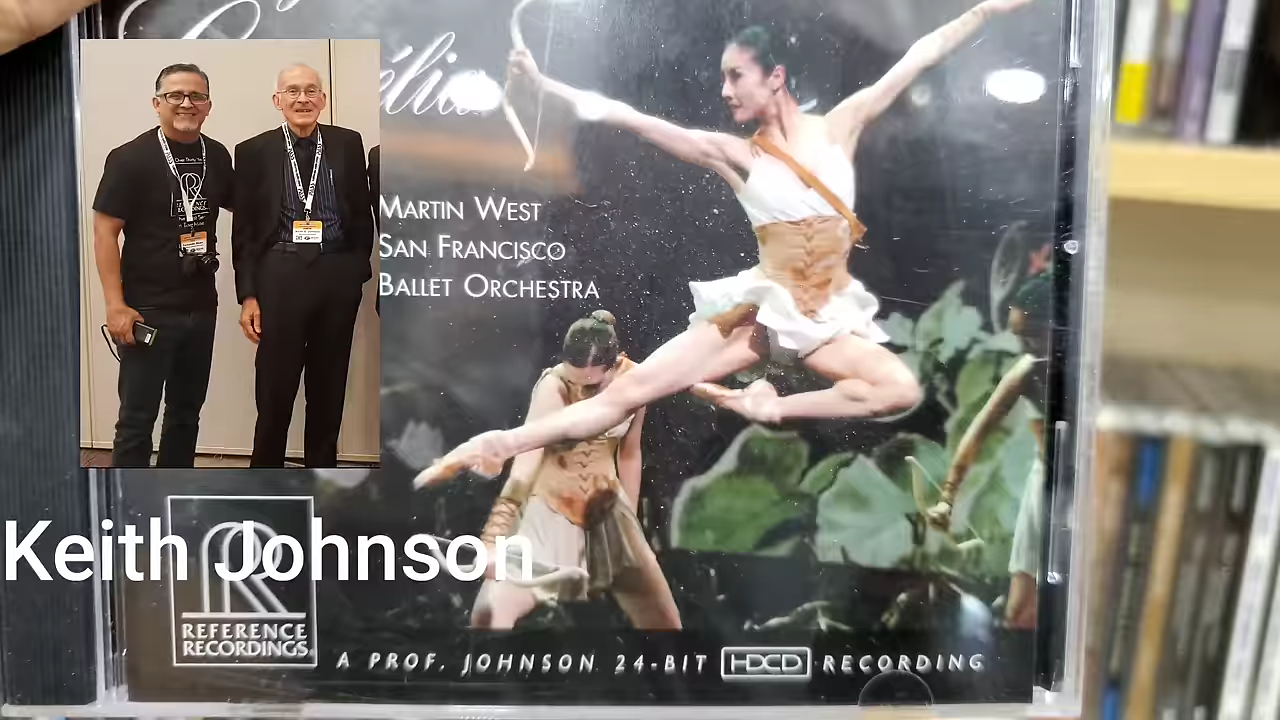 MARTIN WEST
SAN FRANCISCO
BALLET ORCHESTRA
Keith Johnson
REFERENCE
RECORDINGS
A PROF. JOHNSON 24-BIT HDCD RECORDING